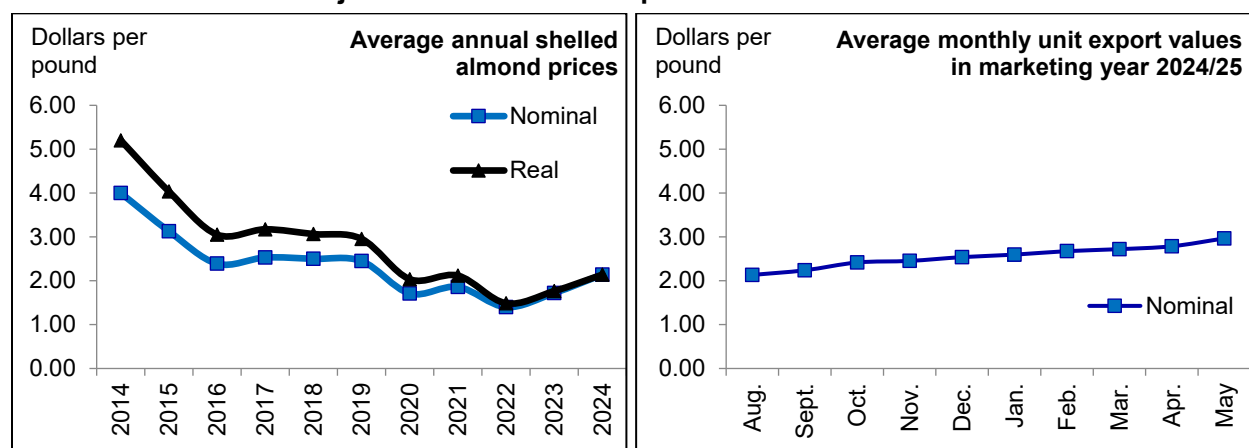 Dollars per
pound
Average annual shelled
almond prices
6.00
5.00
4.00
3.00
2.00
1.00
0.00
Nominal
Real
2014
2015
2016
2017
2018
2019
2020
2021
2022
2023
2024
Dollars per
pound
Average monthly unit export values
in marketing year 2024/25
6.00
5.00
4.00
3.00
2.00
1.00
0.00
Nominal
Aug.
Sept.
Oct.
Nov.
Dec.
Jan.
Feb.
Mar.
Apr.
May